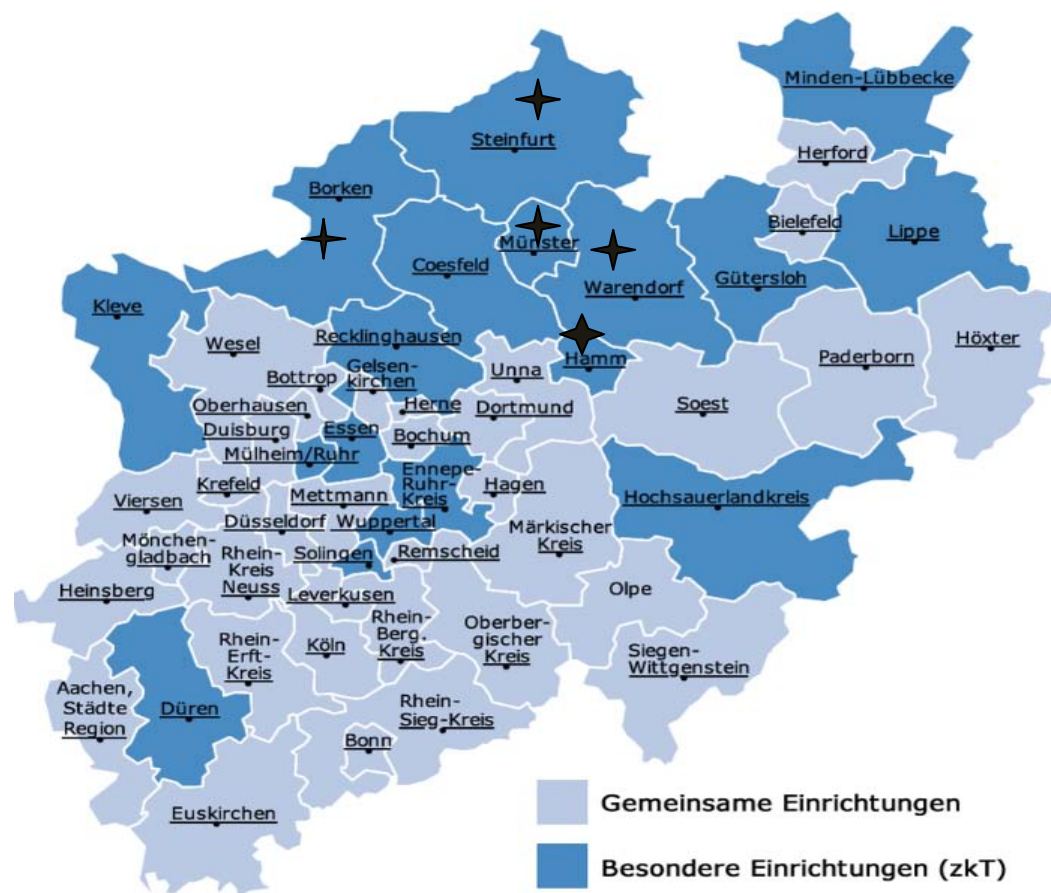 Minden-Lübbecke
Steinfurt
Herford
Borken
Bielefeld
Lippe
Münster
Coesfeld
Gütersloh
Warendorf
Kleve
Wesel
Recklinghausen
Höxter
Paderborn
Hamm
Unna
Gelsen-
kirchen
Bottrop
Soest
Oberhausen
Herne
Dortmund
Duisburg
Essen
Bochum
Mülheim/Ruhr
Ennepe-
Ruhr-
Kreis
Hagen
Krefeld
Viersen
Mettmann
Hochsauerlandkreis
Düsseldorf
Wuppertal
Märkischer
Kreis
Mönchen-
gladbach
Rhein-
Kreis
Neuss
Solingen
Remscheid
Heinsberg
Leverkusen
Olpe
Rhein-
Erft-
Kreis
Köln
Rhein-
Berg.
Kreis
Oberber-
gischer
Kreis
Siegen-
Wittgenstein
Aachen,
Städte
Region
Düren
Rhein-
Sieg-Kreis
Bonn
Euskirchen
Gemeinsame Einrichtungen
Besondere Einrichtungen (zkT)